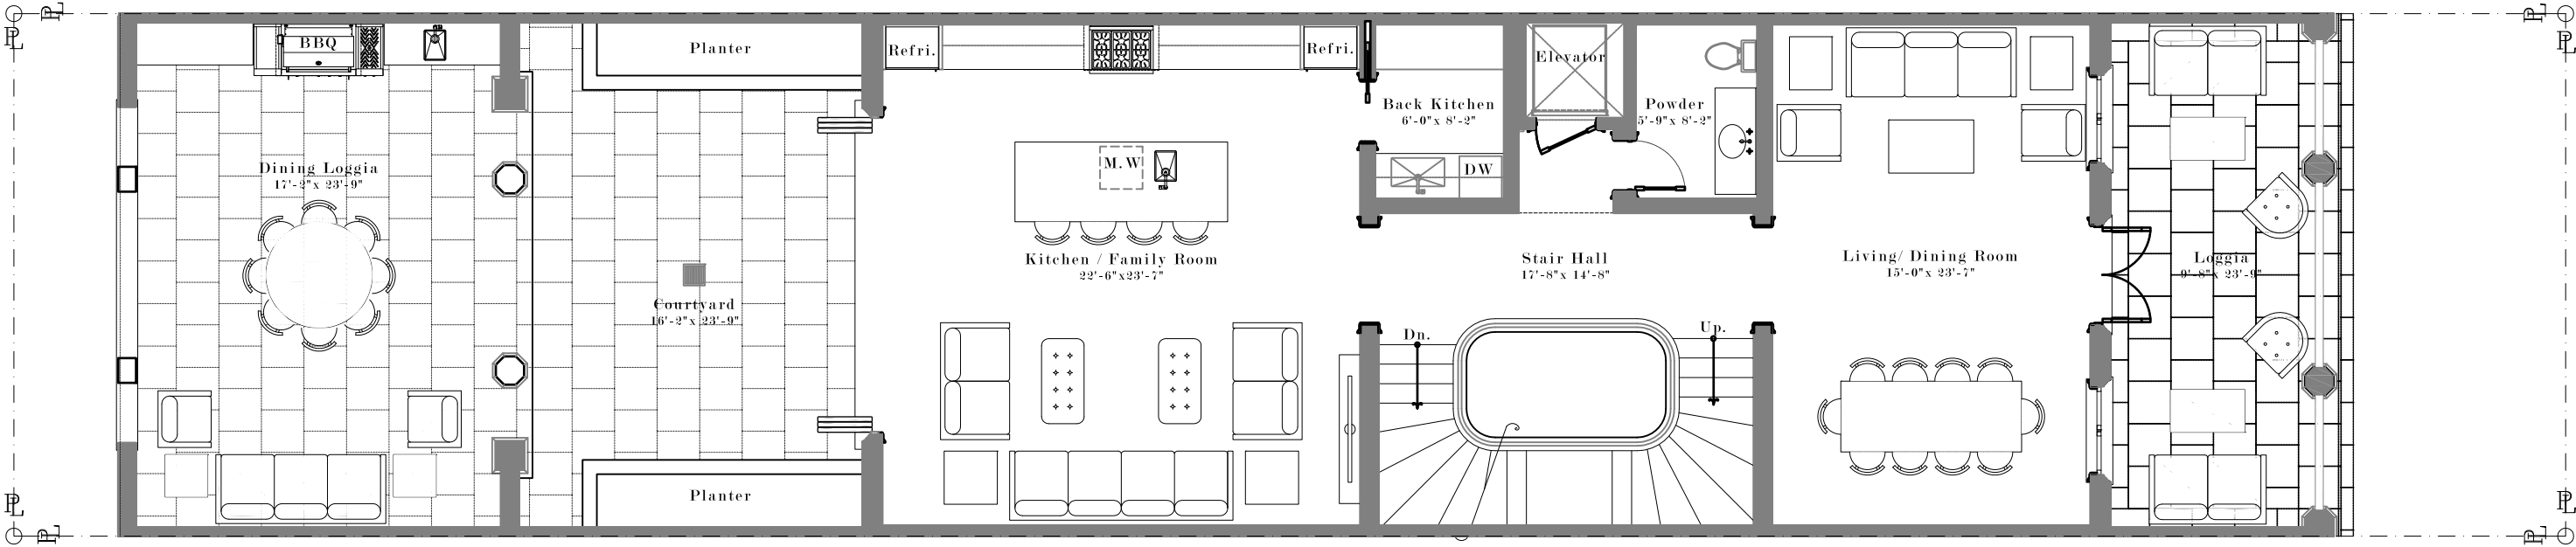 PL
PL
PL
PL
BBQ
Planter
Refri.
Refri.
Elevator
Back Kitchen
6'-0"x 8'-2"
Powder
5'-9"x 8'-2"
M.W
DW
Dining Loggia
17'-2"x 23'-9"
Kitchen / Family Room
22'-6"x23'-7"
Stair Hall
17'-8"x 14'-8"
Living/ Dining Room
15'-0"x 23'-7"
Loggia
9'-8"x 23'-9"
Courtyard
16'-2"x 23'-9"
Dn.
Up.
Planter
PL
PL
PL
PL